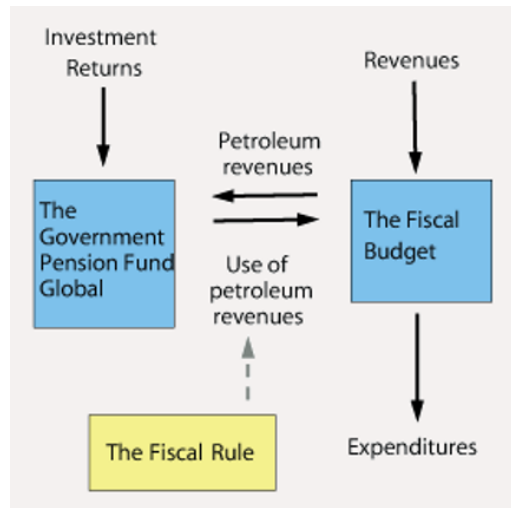 Investment
Returns
Revenues
Petroleum
revenues
The
Government
Pension Fund
Global
The Fiscal
Budget
Use of
petroleum
revenues
The Fiscal Rule
Expenditures